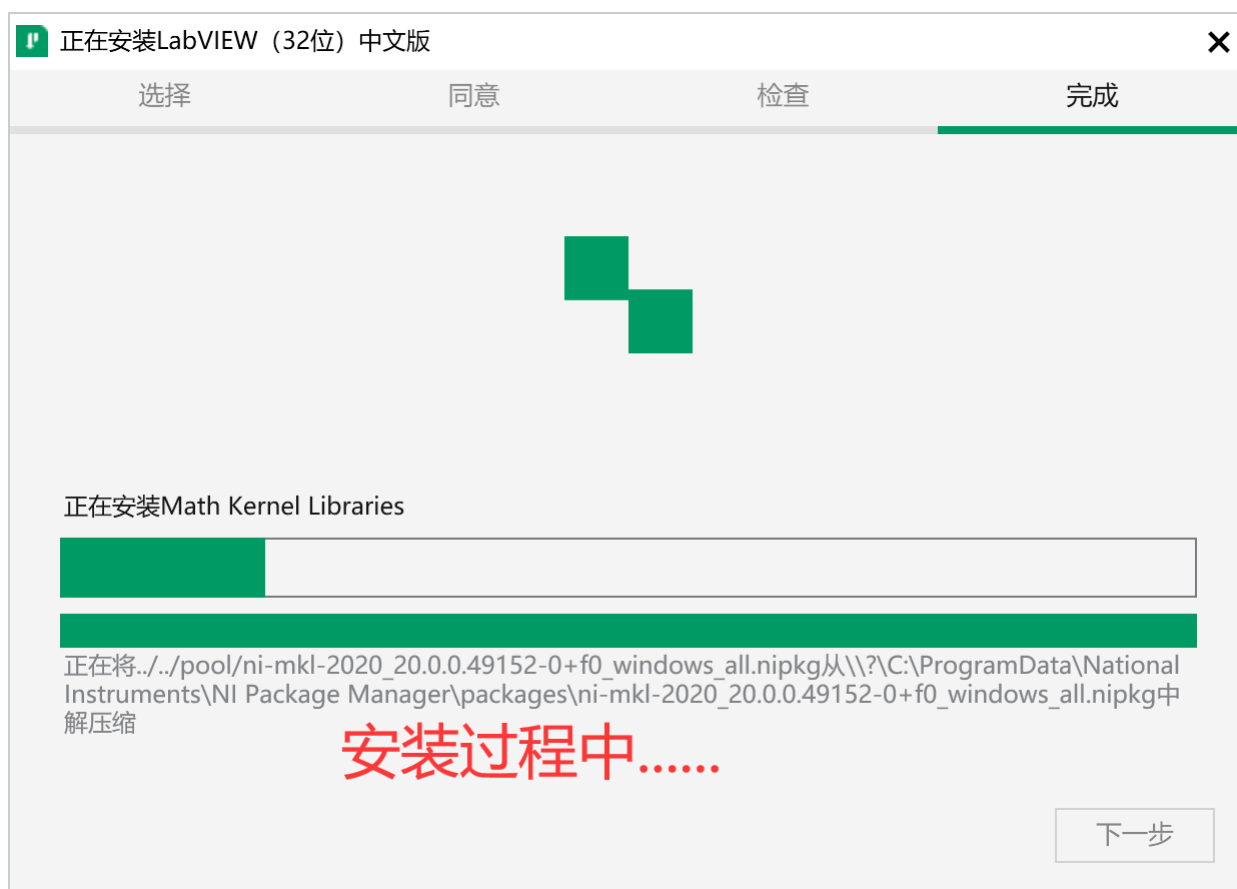 正在安装LabVIEW（32位）中文版
选择 同意 检查 完成
正在安装Math Kernel Libraries
正在将../../pool/ni-mkl-2020_20.0.0.49152-0+f0_windows_all.nipkg从\\?\C:\ProgramData\National
Instruments\NI Package Manager\packages\ni-mkl-2020_20.0.0.49152-0+f0_windows_all.nipkg中
解压缩
安装过程中......
下一步